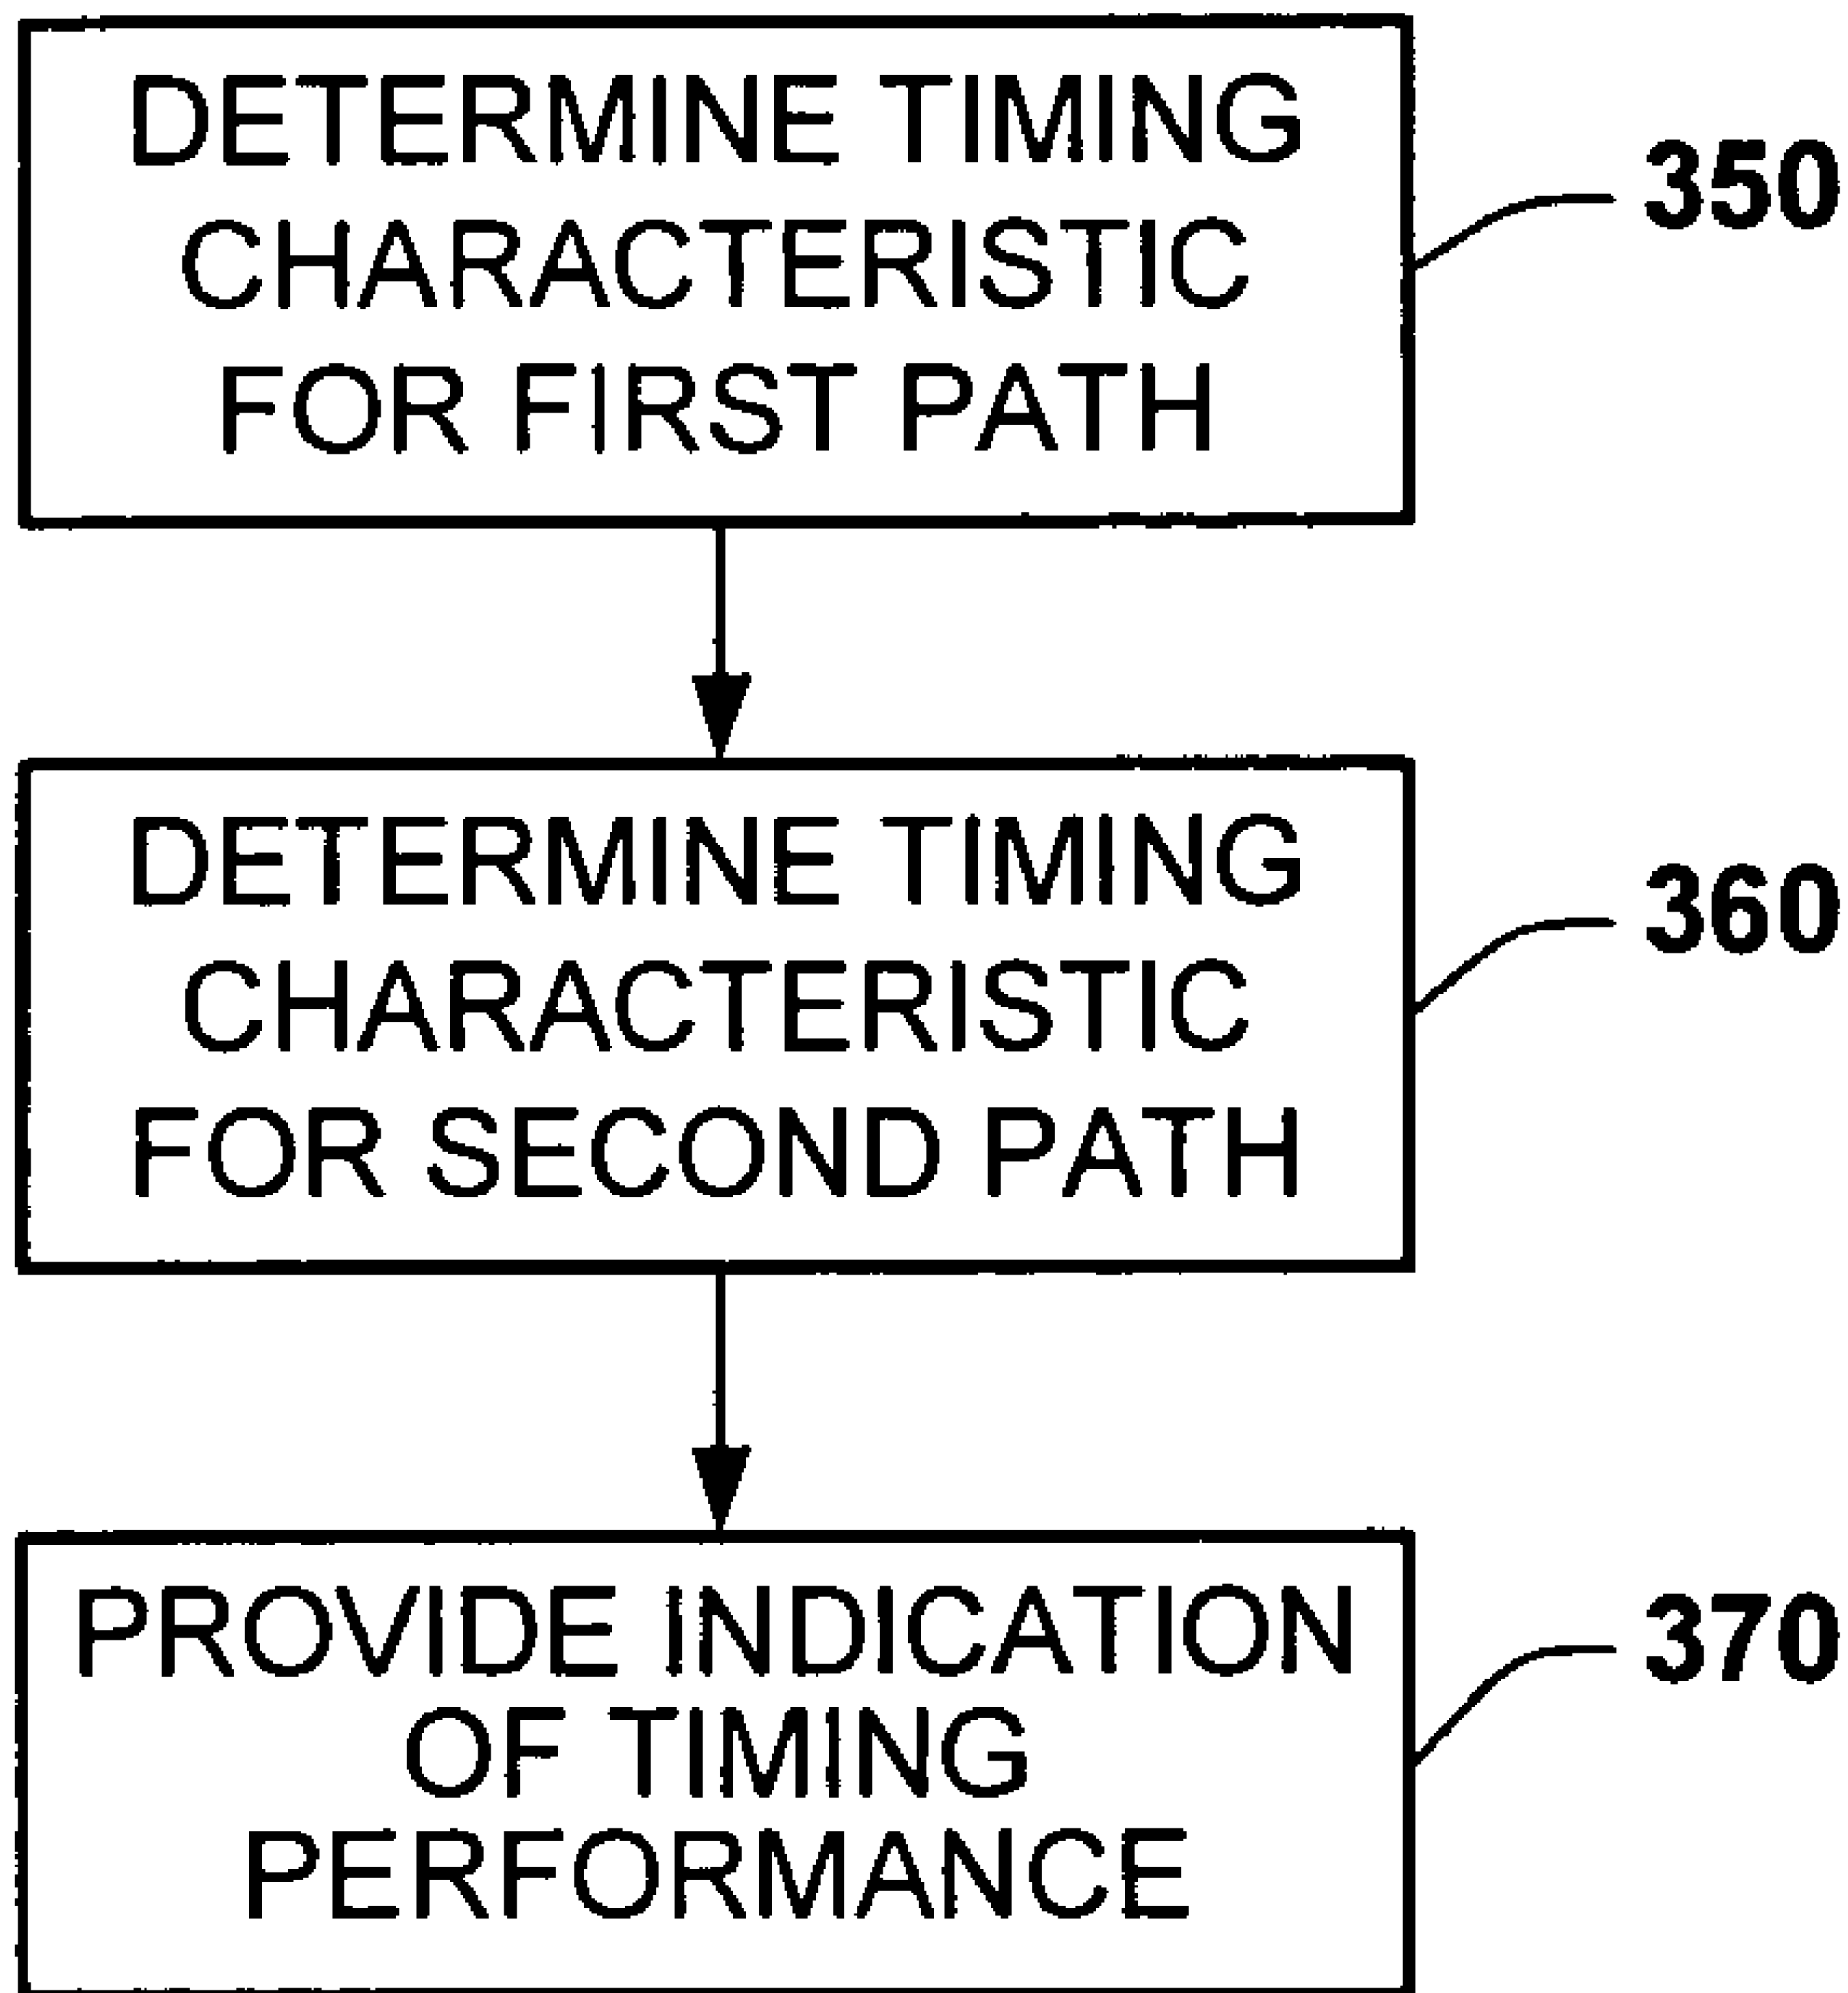 DETERMINE TIMING
CHARACTERISTIC
FOR FIRST PATH
350
DETERMINE TIMING
CHARACTERISTIC
FOR SECOND PATH
360
PROVIDE INDICATION
OF TIMING
PERFORMANCE
370